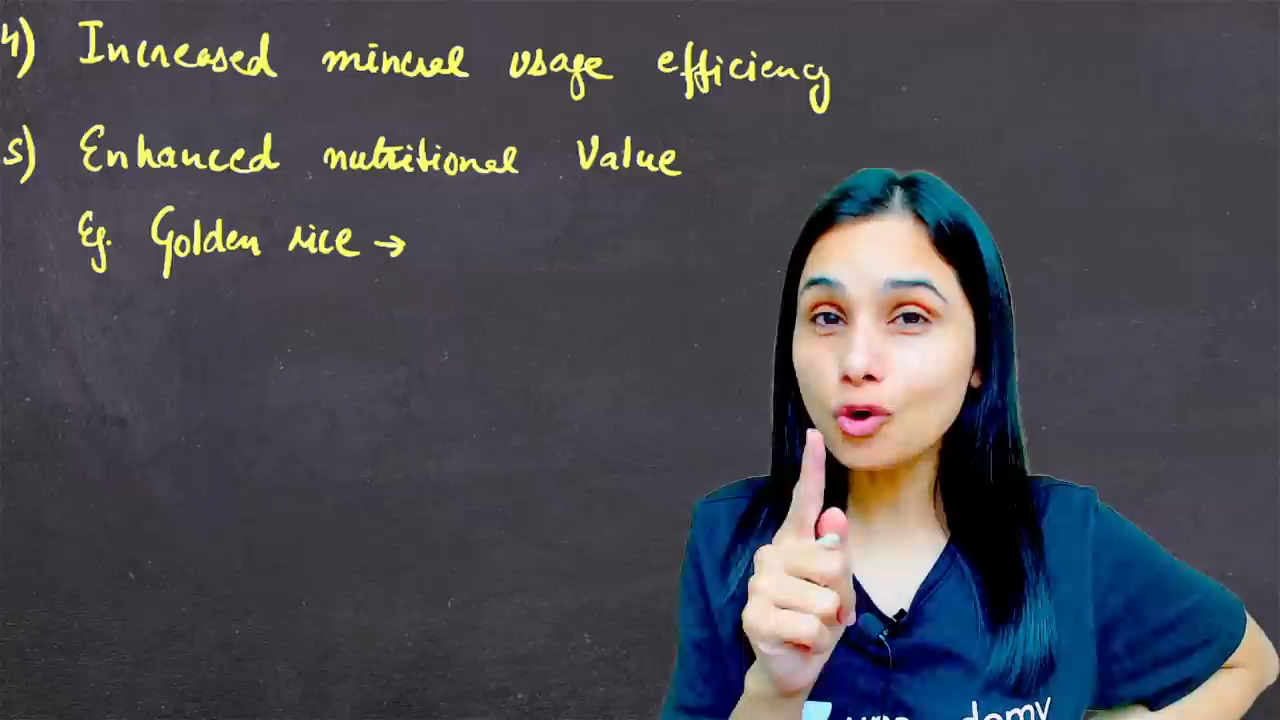 4) Increased mineral usage efficiency
5) Enhanced nutritional Value
Eg. Golden rice →